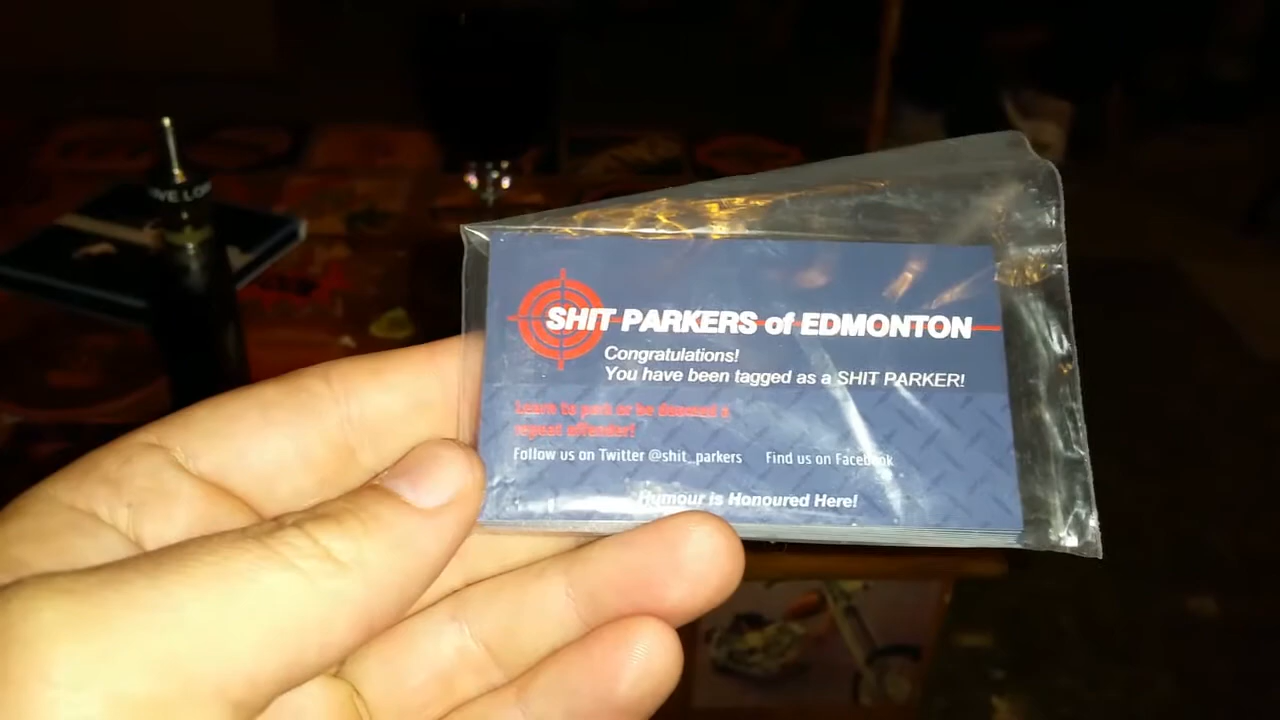 SHIT PARKERS of EDMONTON
Congratulations!
You have been tagged as a SHIT PARKER!
Learn to park or be deemed a
repeat offender!
Follow us on Twitter @shit_parkers Find us on Facebook
Humour is Honoured Here!